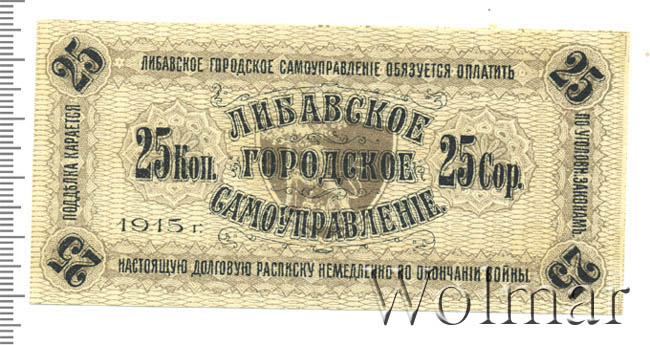 25 25
ЛИБАВСКОЕ ГОРОДСКОЕ САМОУПРАВЛЕНІЕ ОБЯЗУЕТСЯ ОПЛАТИТЬ
ПОДДѢЛКА КАРАЕТСЯ
ЛИБАВСКОЕ
25 Коп. ГОРОДСКОЕ 25 Сор.
САМОУПРАВЛЕНІЕ.
1915 г.
ПО УГОЛОВН. ЗАКОНАМЪ
НАСТОЯЩУЮ ДОЛГОВУЮ РАСПИСКУ НЕМЕДЛЕННО ПО ОКОНЧАНІИ ВОЙНЫ
25 25
Wolmar